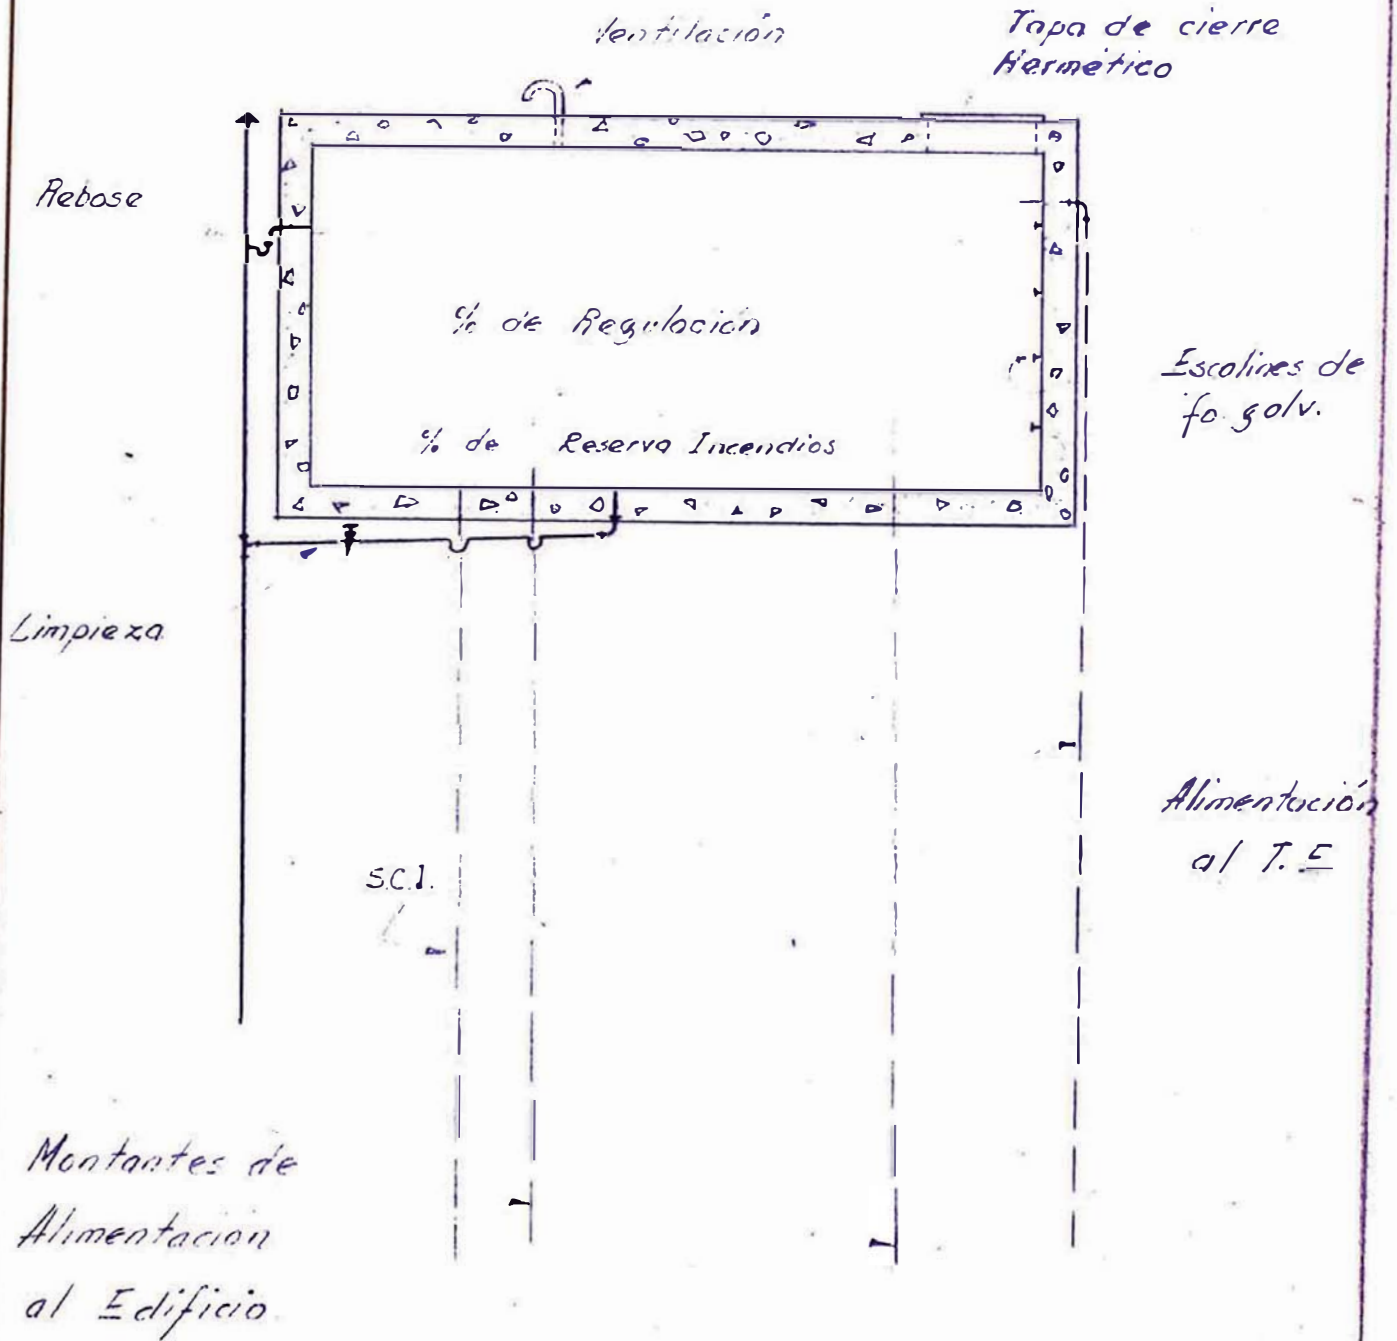 Ventilación
Tapa de cierre
Hermético
Rebose
% de Regulación
Escalines de
fo. galv.
% de Reserva Incendios
Limpieza
Alimentación
al T. E
S.C.I.
Montantes de
Alimentacion
al Edificio